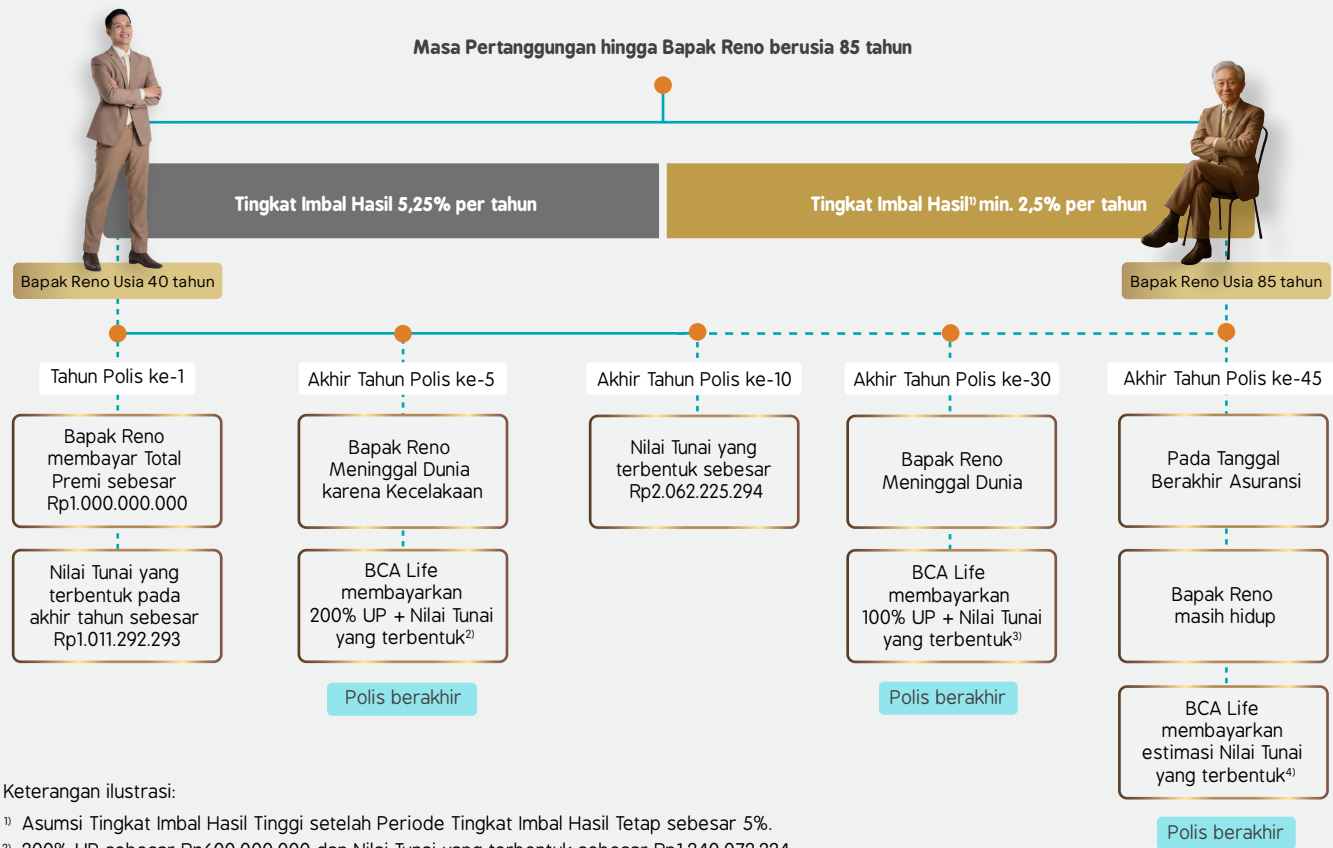 Masa Pertanggungan hingga Bapak Reno berusia 85 tahun
Tingkat Imbal Hasil 5,25% per tahun
Tingkat Imbal Hasil¹⁾ min. 2,5% per tahun
Bapak Reno Usia 40 tahun
Bapak Reno Usia 85 tahun
Tahun Polis ke-1
Bapak Reno
membayar Total
Premi sebesar
Rp1.000.000.000
Nilai Tunai yang
terbentuk pada
akhir tahun sebesar
Rp1.011.292.293
Akhir Tahun Polis ke-5
Bapak Reno
Meninggal Dunia
karena Kecelakaan
BCA Life
membayarkan
200% UP + Nilai Tunai
yang terbentuk²⁾
Polis berakhir
Akhir Tahun Polis ke-10
Nilai Tunai yang
terbentuk sebesar
Rp2.062.225.294
Akhir Tahun Polis ke-30
Bapak Reno
Meninggal Dunia
BCA Life
membayarkan
100% UP + Nilai Tunai
yang terbentuk³⁾
Polis berakhir
Akhir Tahun Polis ke-45
Pada Tanggal
Berakhir Asuransi
Bapak Reno
masih hidup
BCA Life
membayarkan
estimasi Nilai Tunai
yang terbentuk⁴⁾
Polis berakhir
Keterangan ilustrasi:
¹⁾ Asumsi Tingkat Imbal Hasil Tinggi setelah Periode Tingkat Imbal Hasil Tetap sebesar 5%.